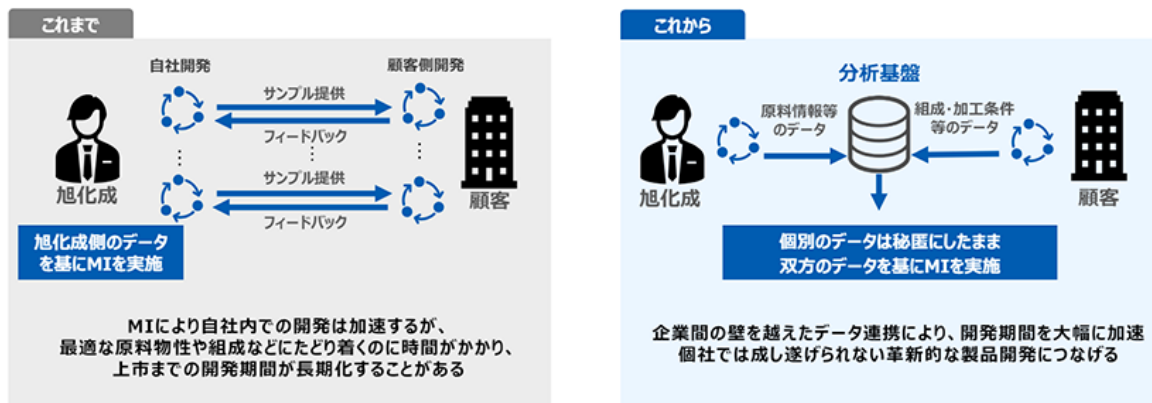 これまで
自社開発
顧客側開発
サンプル提供
フィードバック
⋮
⋮
⋮
サンプル提供
フィードバック
旭化成
顧客
旭化成側のデータ
を基にMIを実施
MIにより自社内での開発は加速するが、
最適な原料物性や組成などにたどり着くのに時間がかかり、
上市までの開発期間が長期化することがある
これから
分析基盤
原料情報等
のデータ
組成・加工条件
等のデータ
旭化成
顧客
個別のデータは秘匿にしたまま
双方のデータを基にMIを実施
企業間の壁を越えたデータ連携により、開発期間を大幅に加速
個社では成し遂げられない革新的な製品開発につなげる